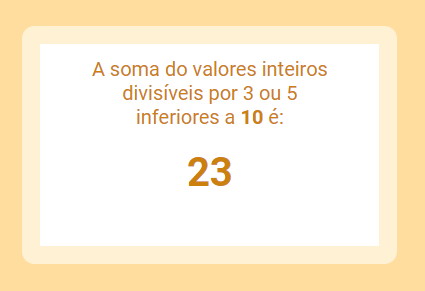 A soma do valores inteiros
divisíveis por 3 ou 5
inferiores a 10 é:
23